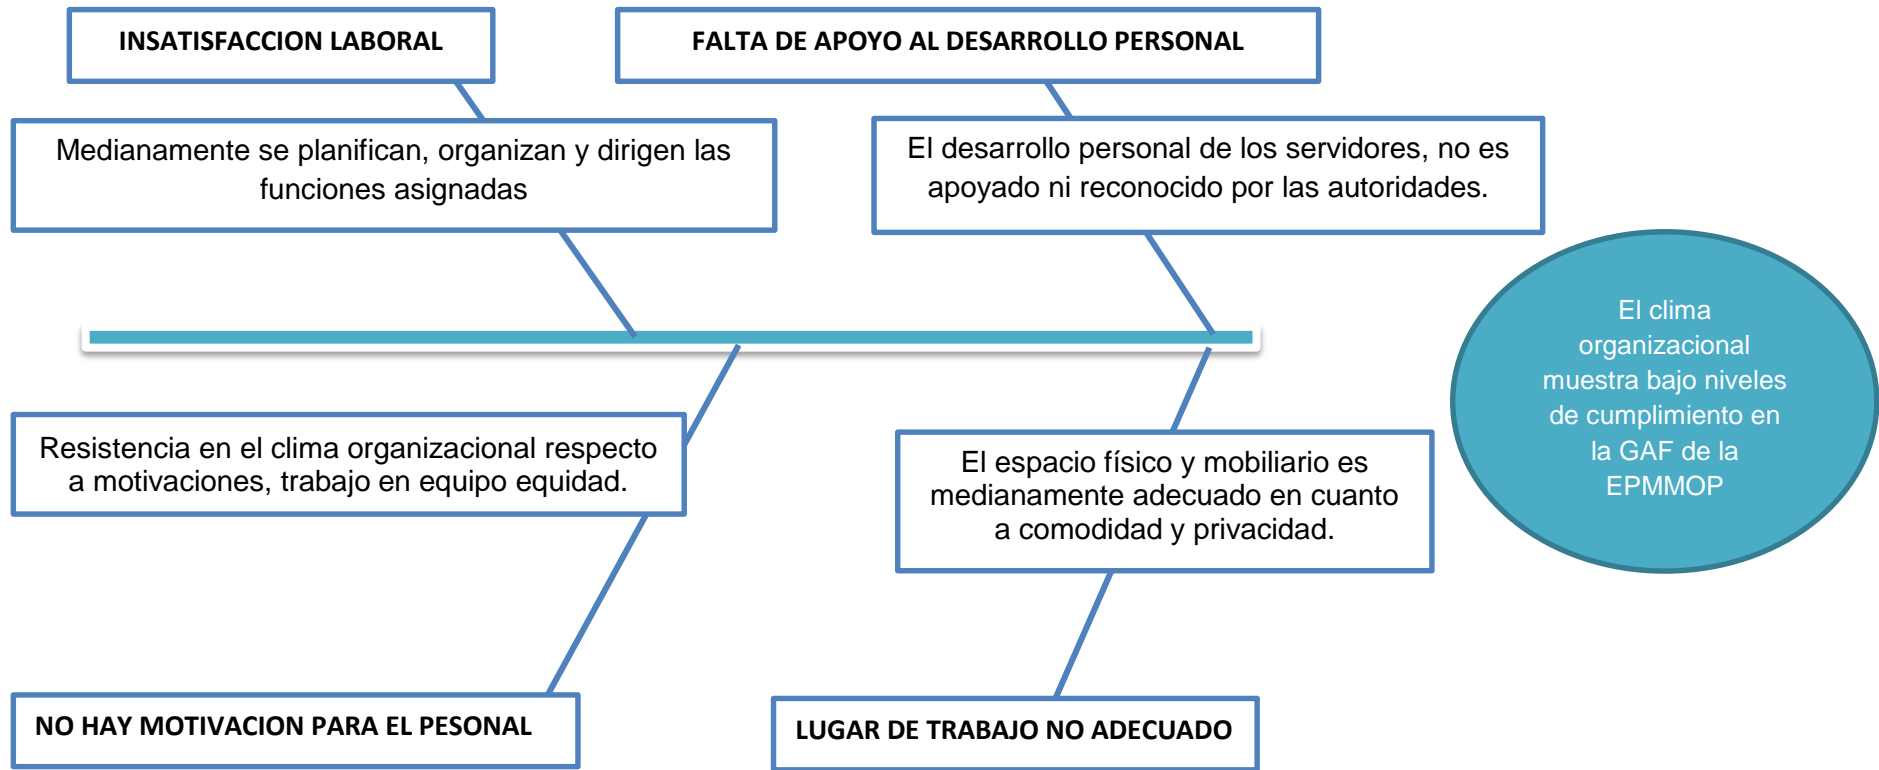 INSATISFACCION LABORAL
FALTA DE APOYO AL DESARROLLO PERSONAL
Medianamente se planifican, organizan y dirigen las
funciones asignadas
El desarrollo personal de los servidores, no es
apoyado ni reconocido por las autoridades.
El clima
organizacional
muestra bajo niveles
de cumplimiento en
la GAF de la
EPMMOP
Resistencia en el clima organizacional respecto
a motivaciones, trabajo en equipo equidad.
El espacio físico y mobiliario es
medianamente adecuado en cuanto
a comodidad y privacidad.
NO HAY MOTIVACION PARA EL PESONAL
LUGAR DE TRABAJO NO ADECUADO